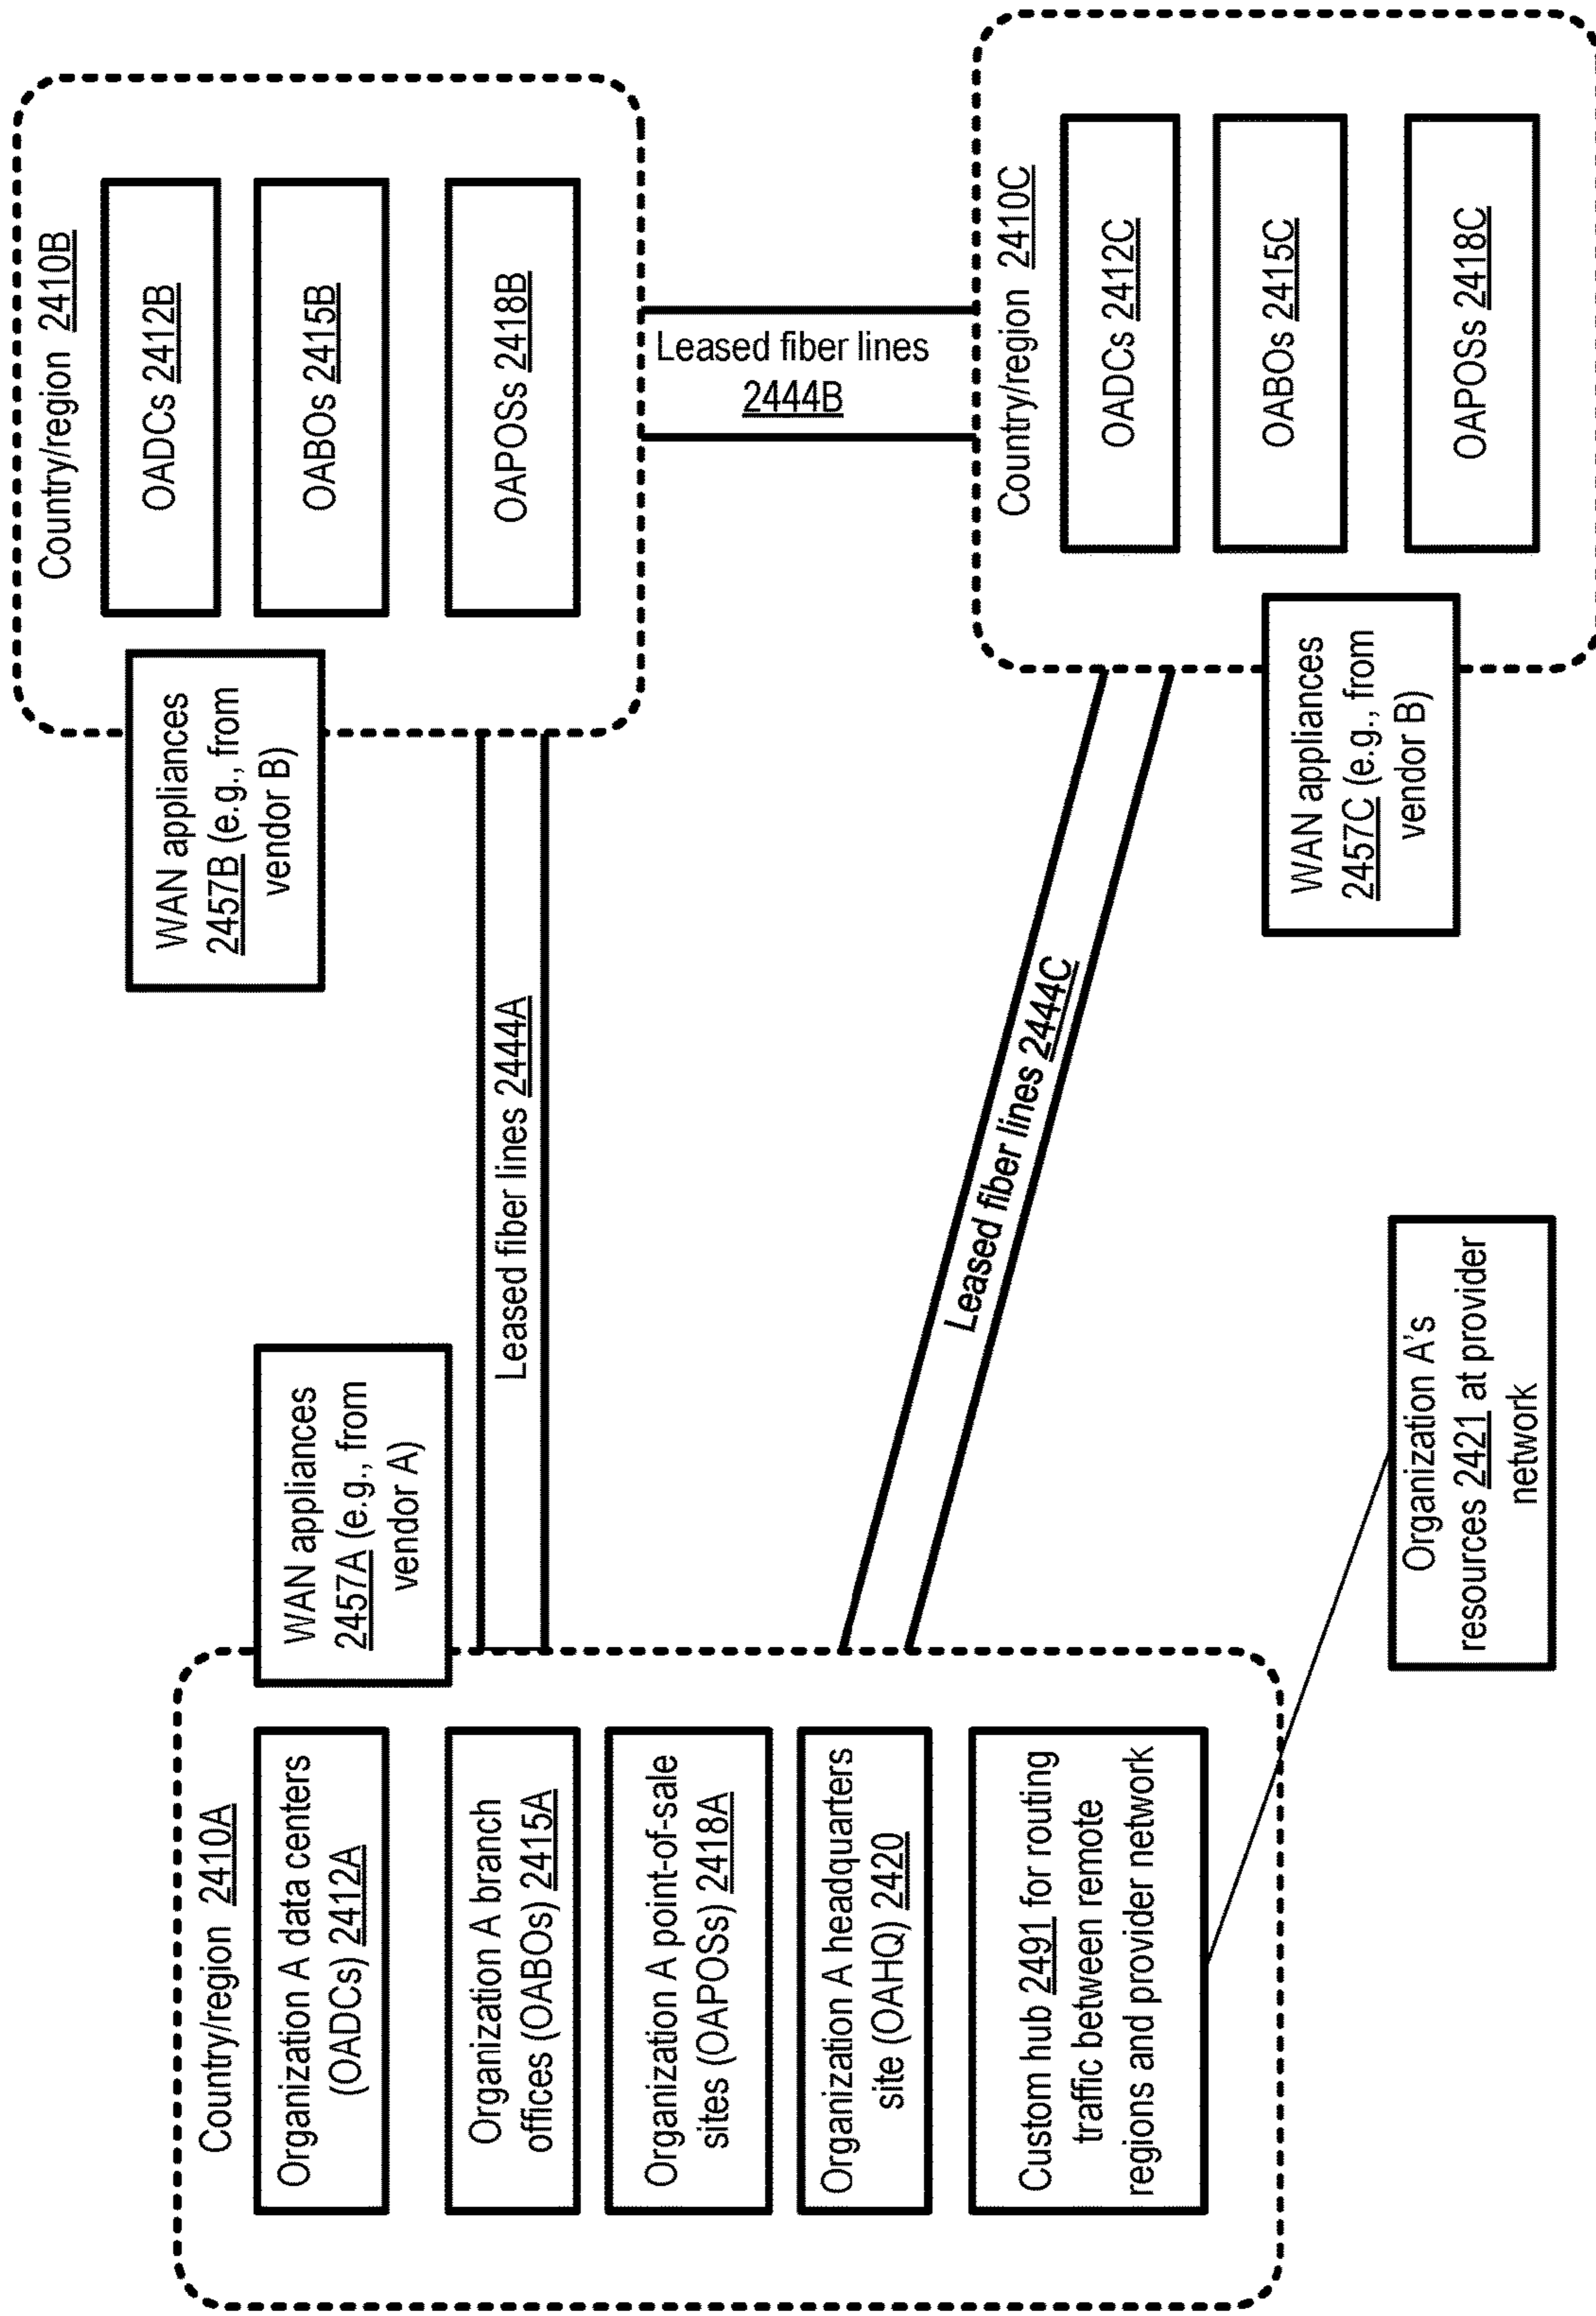 Country/region 2410A
Organization A data centers
(OADCs) 2412A
Organization A branch
offices (OABOs) 2415A
Organization A point-of-sale
sites (OAPOSs) 2418A
Organization A headquarters
site (OAHQ) 2420
Custom hub 2491 for routing
traffic between remote
regions and provider network
WAN appliances
2457A (e.g., from
vendor A)
Leased fiber lines 2444A
Leased fiber lines 2444C
Organization A's
resources 2421 at provider
network
WAN appliances
2457B (e.g., from
vendor B)
Country/region 2410B
OADCs 2412B
OABOs 2415B
OAPOSs 2418B
Leased fiber lines
2444B
Country/region 2410C
OADCs 2412C
OABOs 2415C
OAPOSs 2418C
WAN appliances
2457C (e.g., from
vendor B)